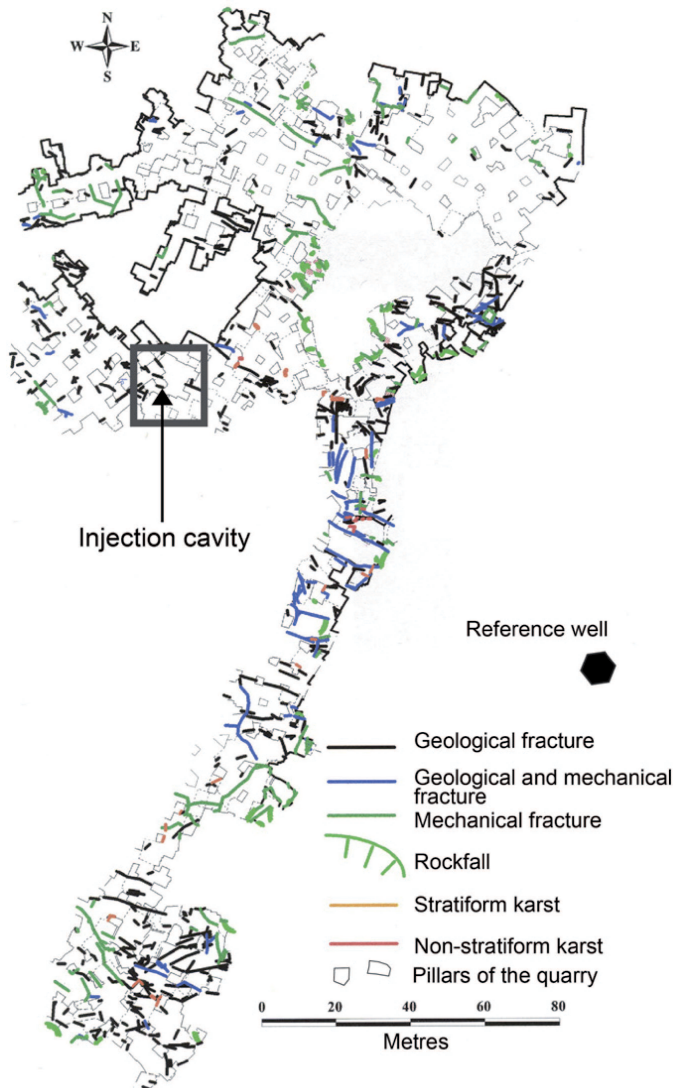 N
W E
S
Injection cavity
Reference well
Geological fracture
Geological and mechanical
fracture
Mechanical fracture
Rockfall
Stratiform karst
Non-stratiform karst
Pillars of the quarry
0 20 40 60 80
Metres